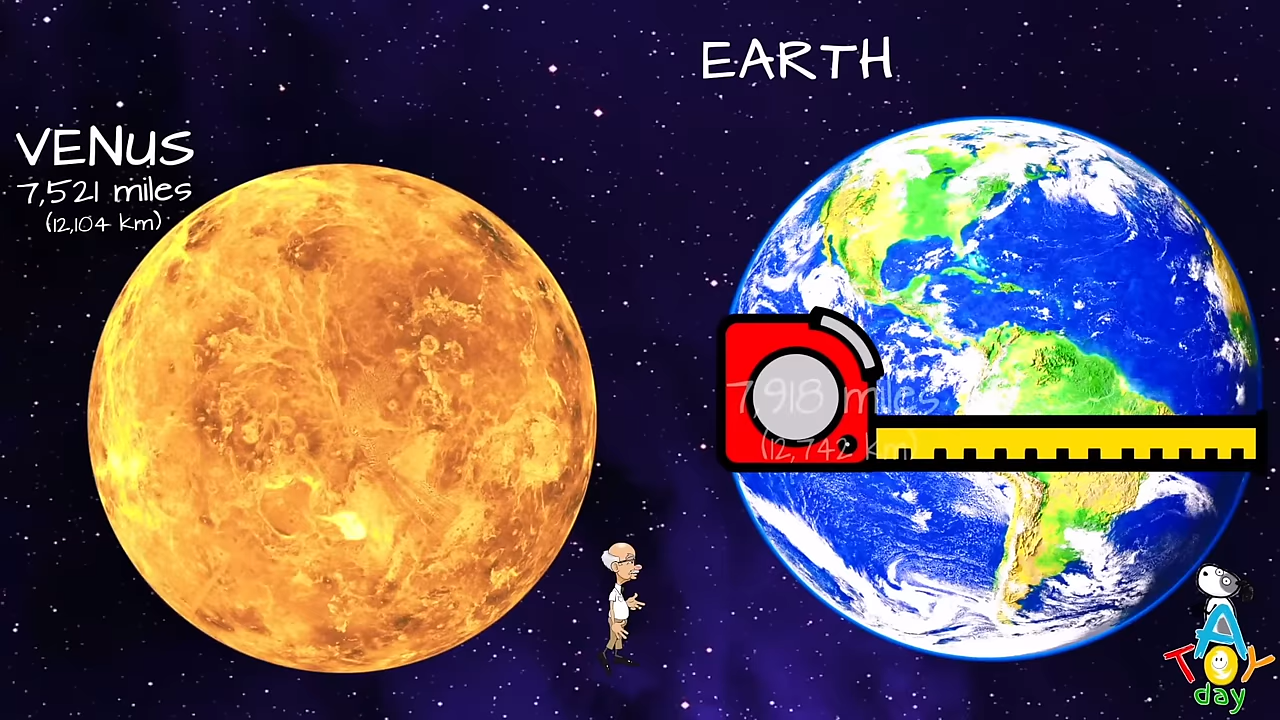 EARTH
VENUS
7,521 miles
(12,104 km)
7,918 miles
(12,742 km)
A
TOY
day